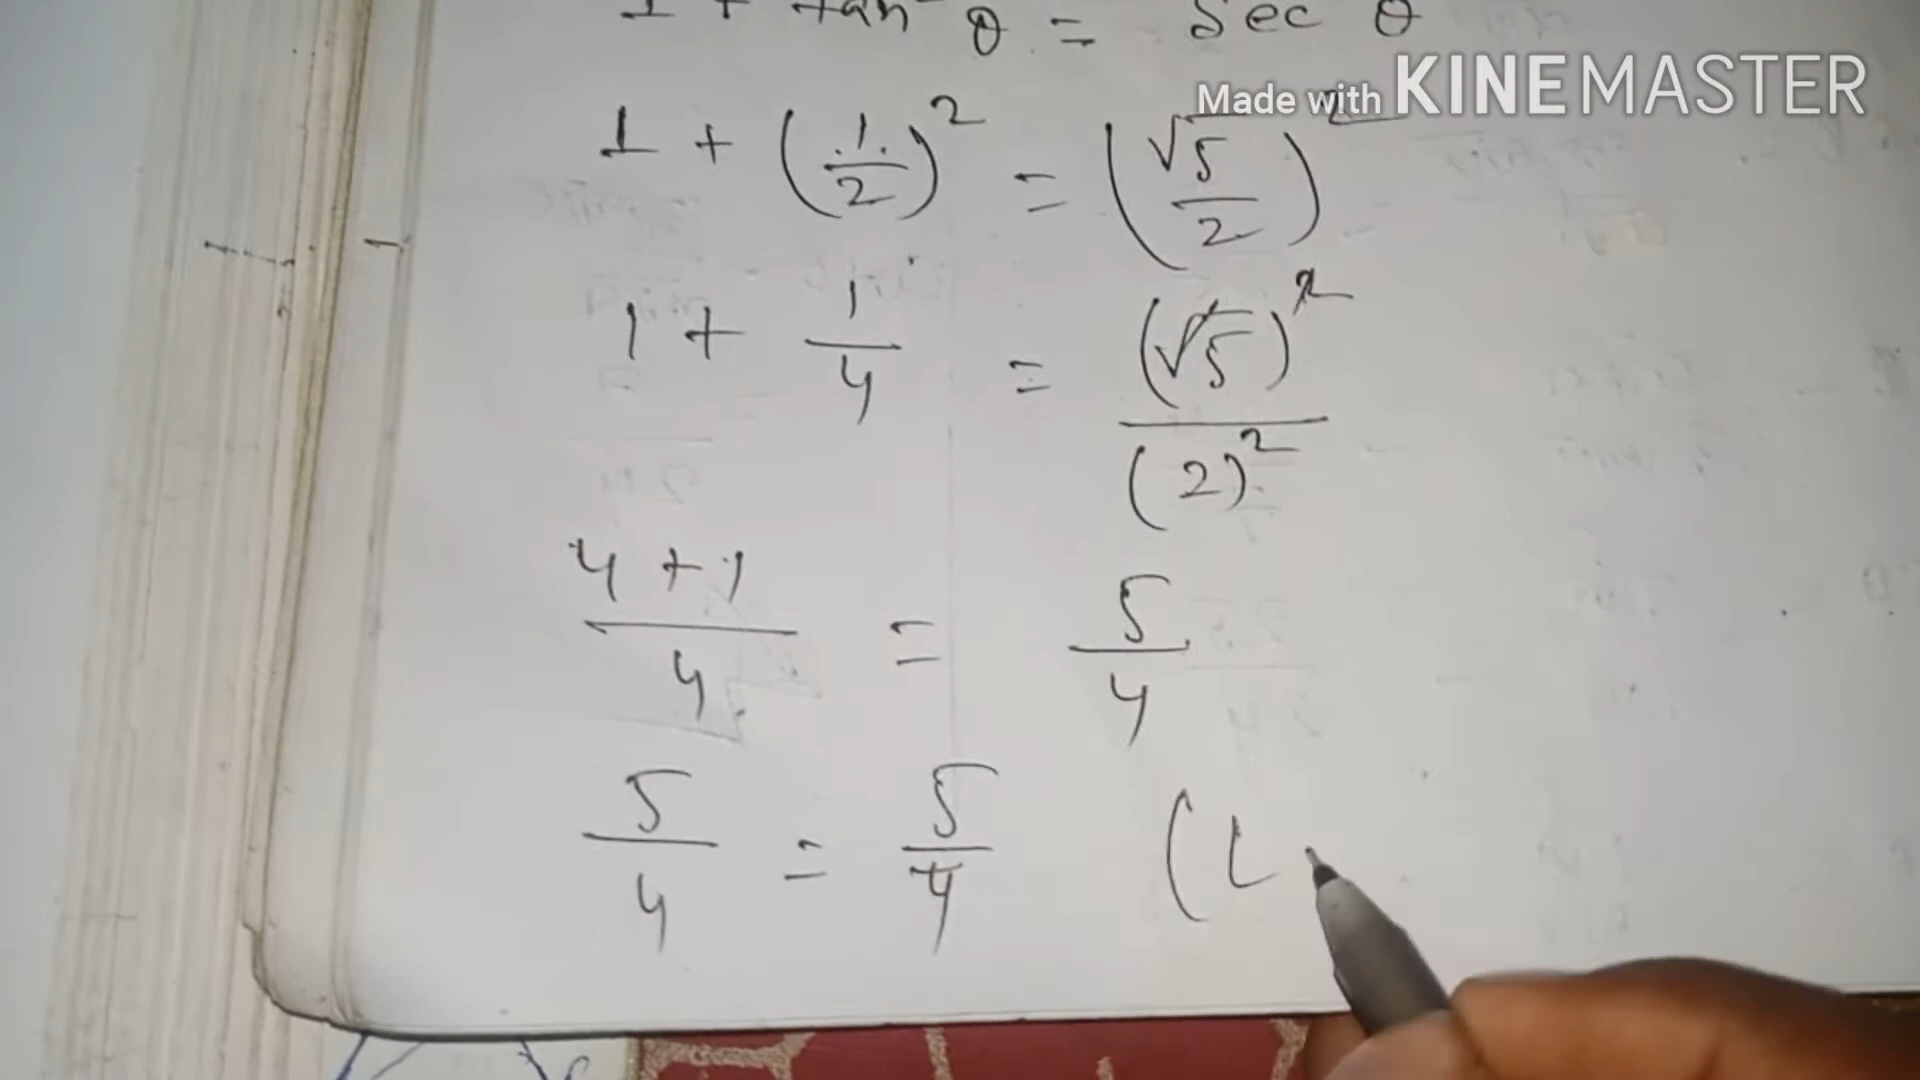 1 + tan² θ = Sec θ
Made with KINEMASTER
1 + (1/2)² = (√5/2)²
1 + 1/4 = (√5)²/(2)²
4+1/4 = 5/4
5/4 = 5/4 (L